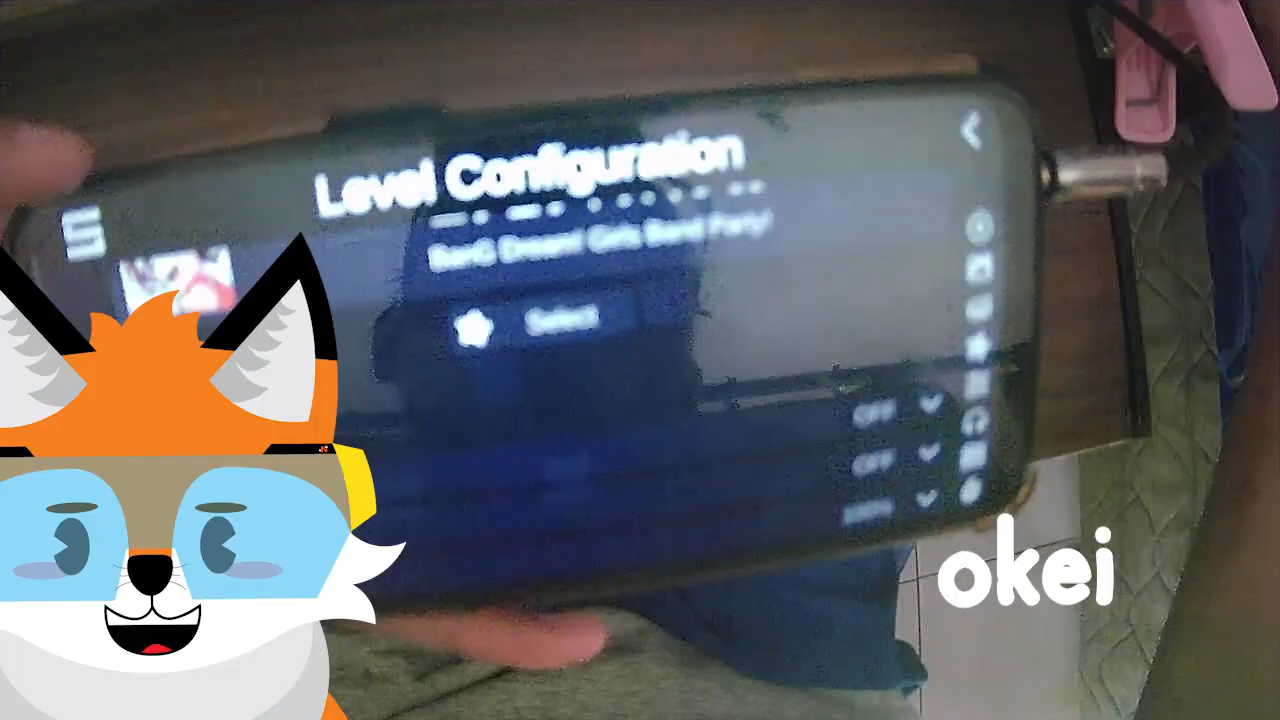 Level Configuration
BanG Dream! Girls Band Party!
Select
OFF
OFF
okei